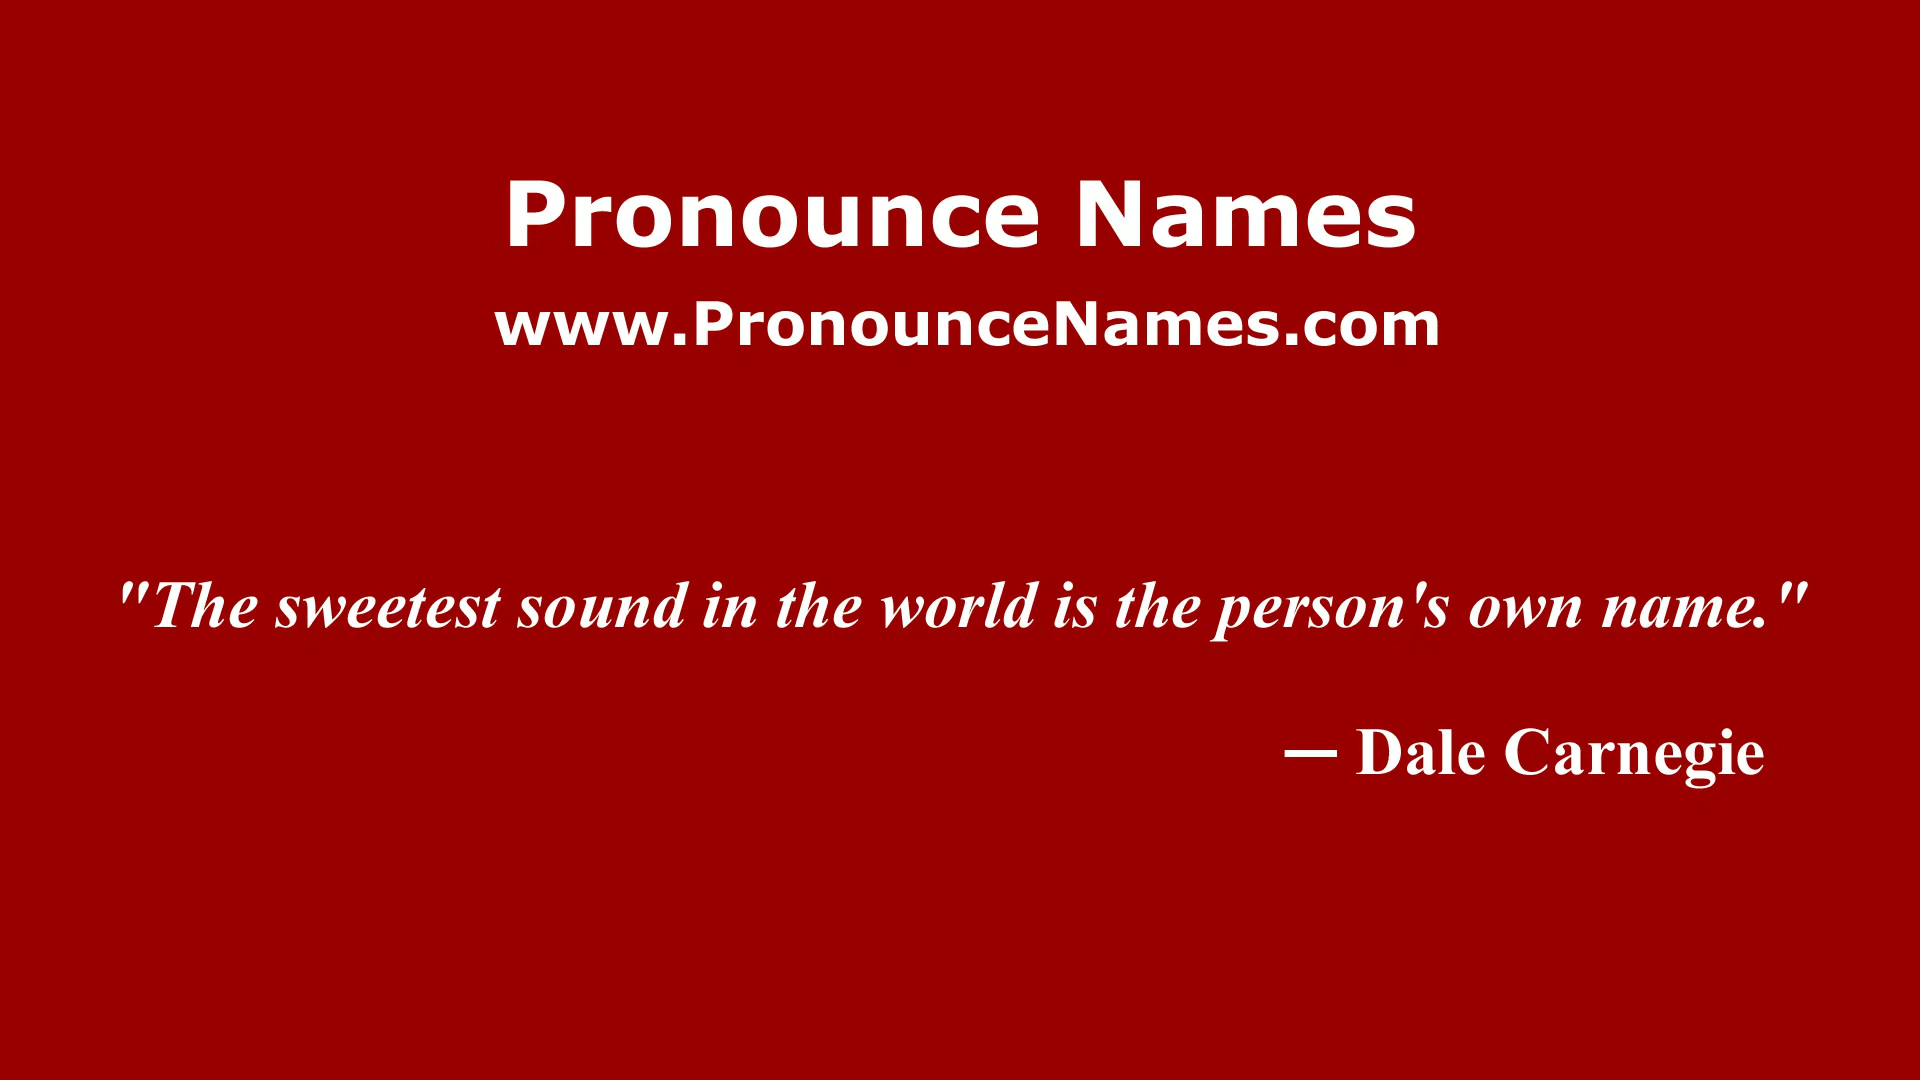 Pronounce Names
www.PronounceNames.com
"The sweetest sound in the world is the person's own name."
— Dale Carnegie